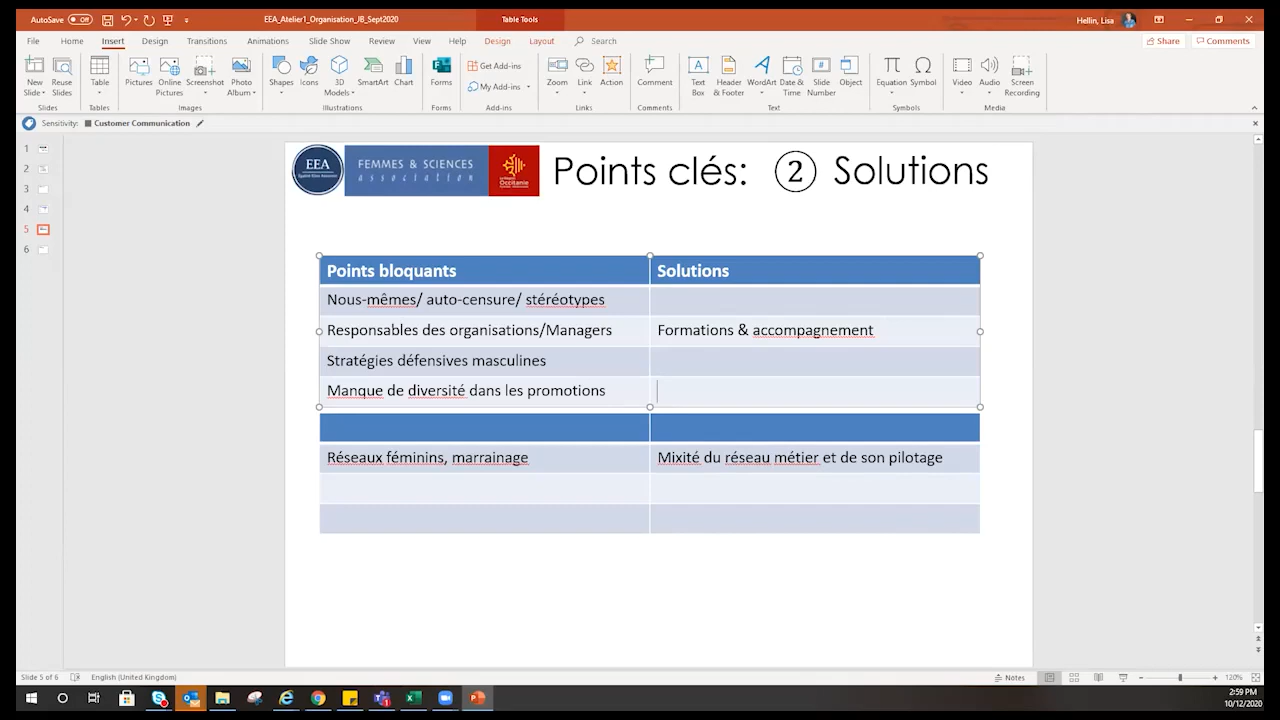 AutoSave Off
EEA_Atelier1_Organisation_JB_Sept2020
Table Tools
Hellin, Lisa
File Home Insert Design Transitions Animations Slide Show Review View Help Design Layout Search
Share Comments
New Slide Reuse Slides
Table
Pictures Online Pictures Screenshot Photo Album
Shapes Icons 3D Models SmartArt Chart
Forms
Get Add-ins
My Add-ins
Zoom Link Action
Comment
Text Box Header & Footer WordArt Date & Time Slide Number Object
Equation Symbol
Video Audio Screen Recording
Slides Tables Images Illustrations Forms Add-ins Links Comments Text Symbols Media
Sensitivity: Customer Communication
1
2
3
4
5
6
EEA
FEMMES & SCIENCES
association
Occitanie
Points clés: 2 Solutions
Points bloquants Solutions
Nous-mêmes/ auto-censure/ stéréotypes
Responsables des organisations/Managers Formations & accompagnement
Stratégies défensives masculines
Manque de diversité dans les promotions
Réseaux féminins, marrainage Mixité du réseau métier et de son pilotage
Slide 5 of 6 English (United Kingdom) Notes 120%
2:59 PM
10/12/2020